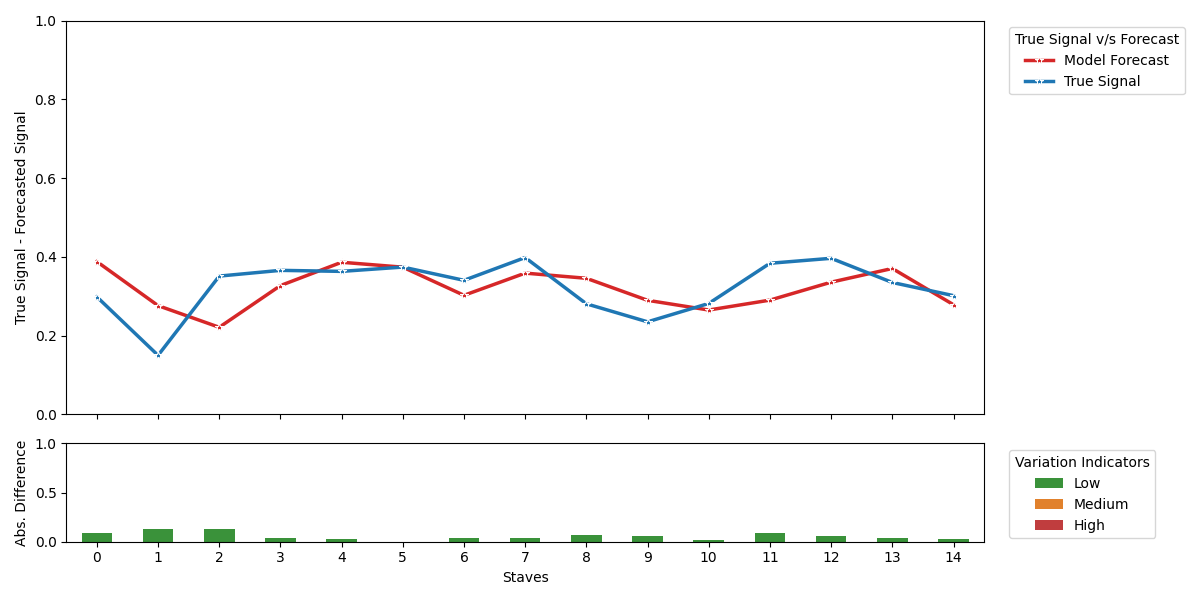 True Signal - Forecasted Signal
1.0
0.8
0.6
0.4
0.2
0.0
True Signal v/s Forecast
Model Forecast
True Signal
Abs. Difference
1.0
0.5
0.0
0 1 2 3 4 5 6 7 8 9 10 11 12 13 14
Staves
Variation Indicators
Low
Medium
High